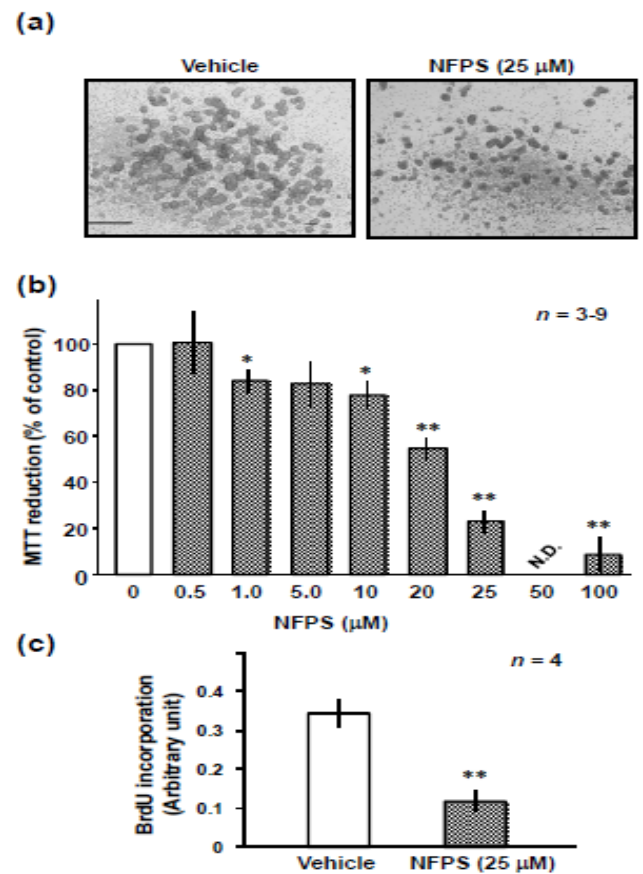 (a)
Vehicle
NFPS (25 μM)
(b)
n = 3-9
MTT reduction (% of control)
100
80
60
40
20
0
*
*
**
**
N.D.
**
0 0.5 1.0 5.0 10 20 25 50 100
NFPS (μM)
(c)
n = 4
BrdU incorporation
(Arbitrary unit)
0.4
0.3
0.2
0.1
0
**
Vehicle NFPS (25 μM)